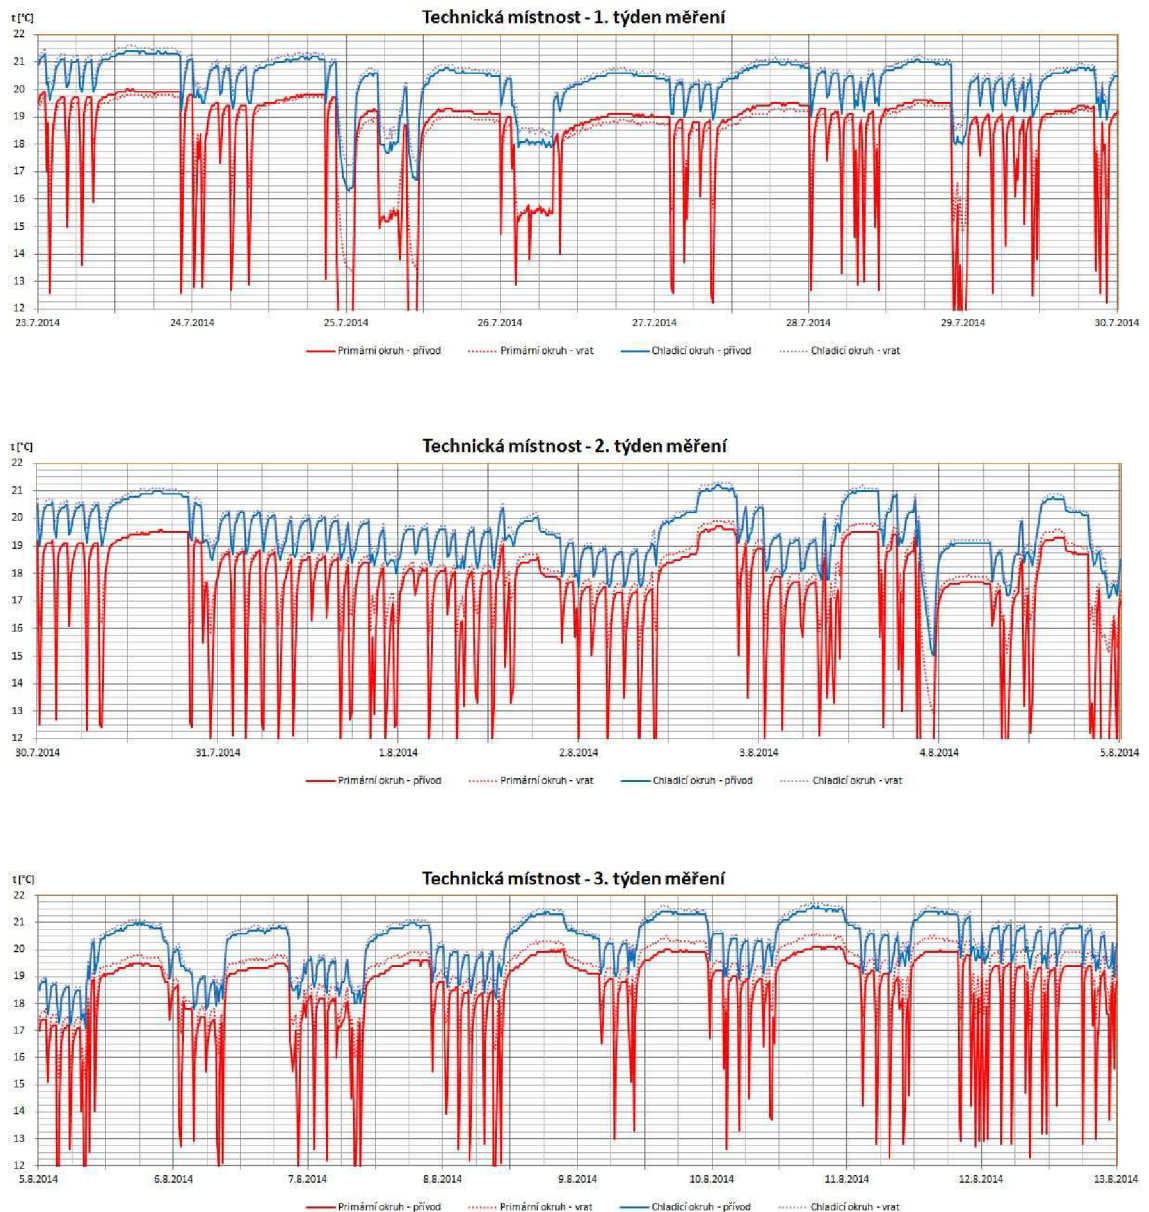 Technická místnost - 1. týden měření
t [°C]
22
21
20
19
18
17
16
15
14
13
12
23.7.2014 24.7.2014 25.7.2014 26.7.2014 27.7.2014 28.7.2014 29.7.2014 30.7.2014
Primární okruh - přívod Primární okruh - vrat Chladicí okruh - přívod Chladicí okruh - vrat
Technická místnost - 2. týden měření
t [°C]
22
21
20
19
18
17
16
15
14
13
12
30.7.2014 31.7.2014 1.8.2014 2.8.2014 3.8.2014 4.8.2014 5.8.2014
Primární okruh - přívod Primární okruh - vrat Chladicí okruh - přívod Chladicí okruh - vrat
Technická místnost - 3. týden měření
t [°C]
22
21
20
19
18
17
16
15
14
13
12
5.8.2014 6.8.2014 7.8.2014 8.8.2014 9.8.2014 10.8.2014 11.8.2014 12.8.2014 13.8.2014
Primární okruh - přívod Primární okruh - vrat Chladicí okruh - přívod Chladicí okruh - vrat